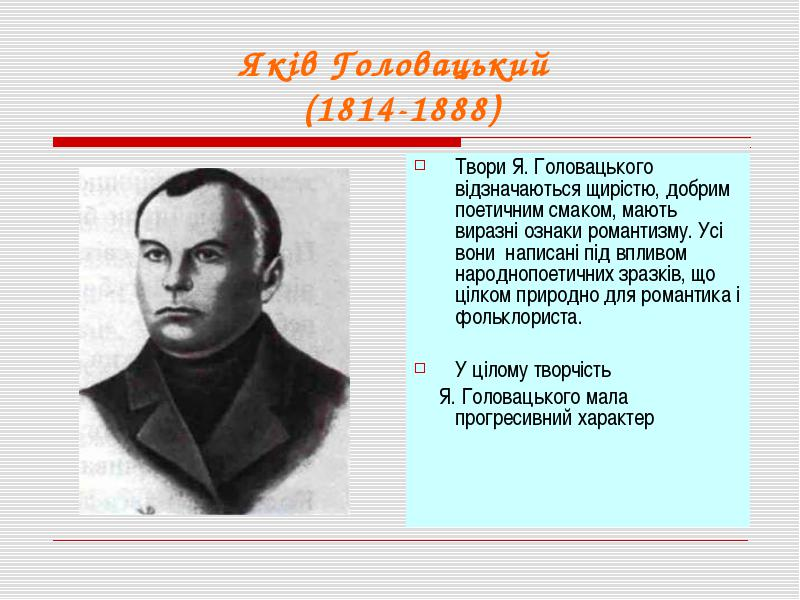 Яків Головацький
(1814-1888)
Твори Я. Головацького
відзначаються щирістю, добрим
поетичним смаком, мають
виразні ознаки романтизму. Усі
вони написані під впливом
народнопоетичних зразків, що
цілком природно для романтика і
фольклориста.
У цілому творчість
Я. Головацького мала
прогресивний характер